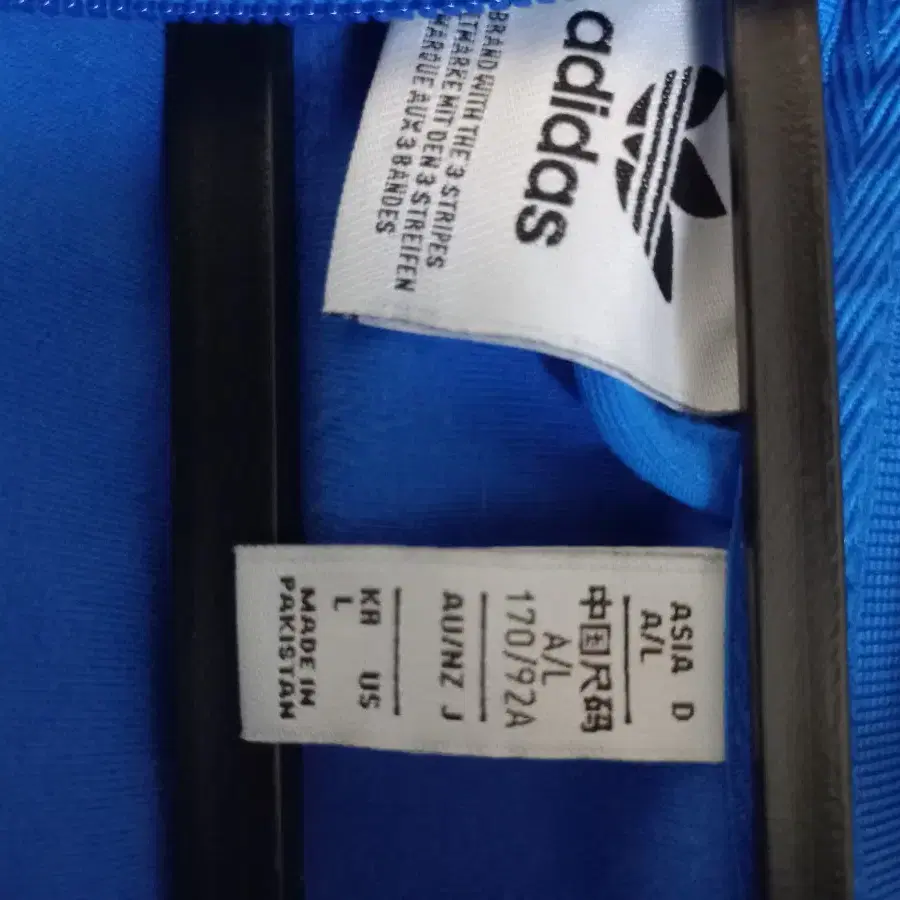 adidas
BRAND WITH THE 3 STRIPES
MARKE MIT DEN 3 STREIFEN
MARQUE AUX 3 BANDES
ASIA D
A/L
中国尺码
A/L
170/92A
AU/NZ J
KR US
L
MADE IN
PAKISTAN